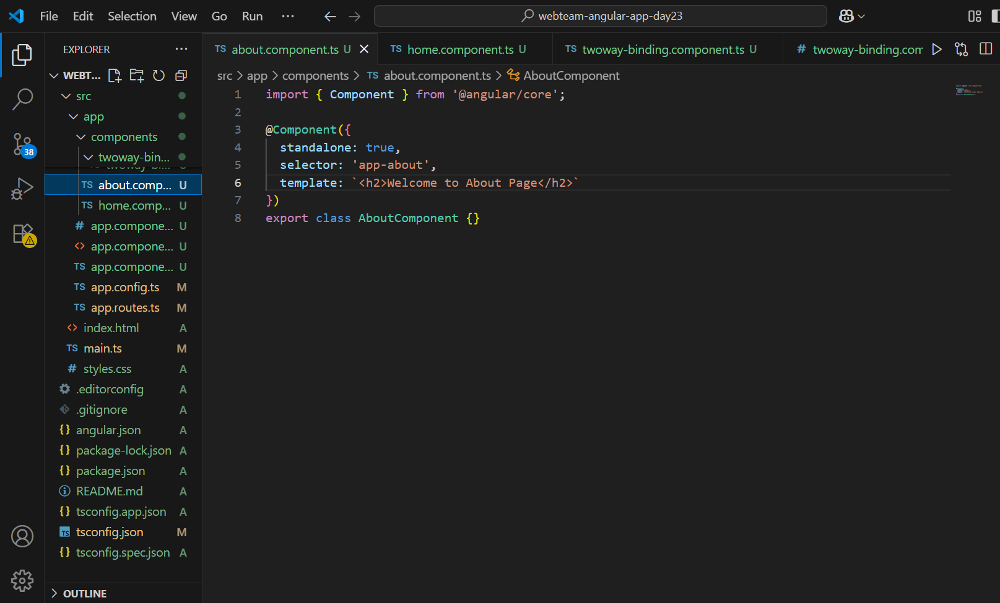 File Edit Selection View Go Run ··· webteam-angular-app-day23
EXPLORER ···
WEBT...
src
app
components
twoway-bin...
TS about.comp... U
TS home.comp... U
# app.compone... U
<> app.compone... U
TS app.compone... U
TS app.config.ts M
TS app.routes.ts M
<> index.html A
TS main.ts M
# styles.css A
.editorconfig A
.gitignore A
{} angular.json A
{} package-lock.json A
{} package.json A
README.md A
{} tsconfig.app.json A
TS tsconfig.json M
{} tsconfig.spec.json A
OUTLINE
38
TS about.component.ts U TS home.component.ts U TS twoway-binding.component.ts U # twoway-binding.com
src > app > components > TS about.component.ts > AboutComponent
1 import { Component } from '@angular/core';
2
3 @Component({
4 standalone: true,
5 selector: 'app-about',
6 template: `<h2>Welcome to About Page</h2>`
7 })
8 export class AboutComponent {}